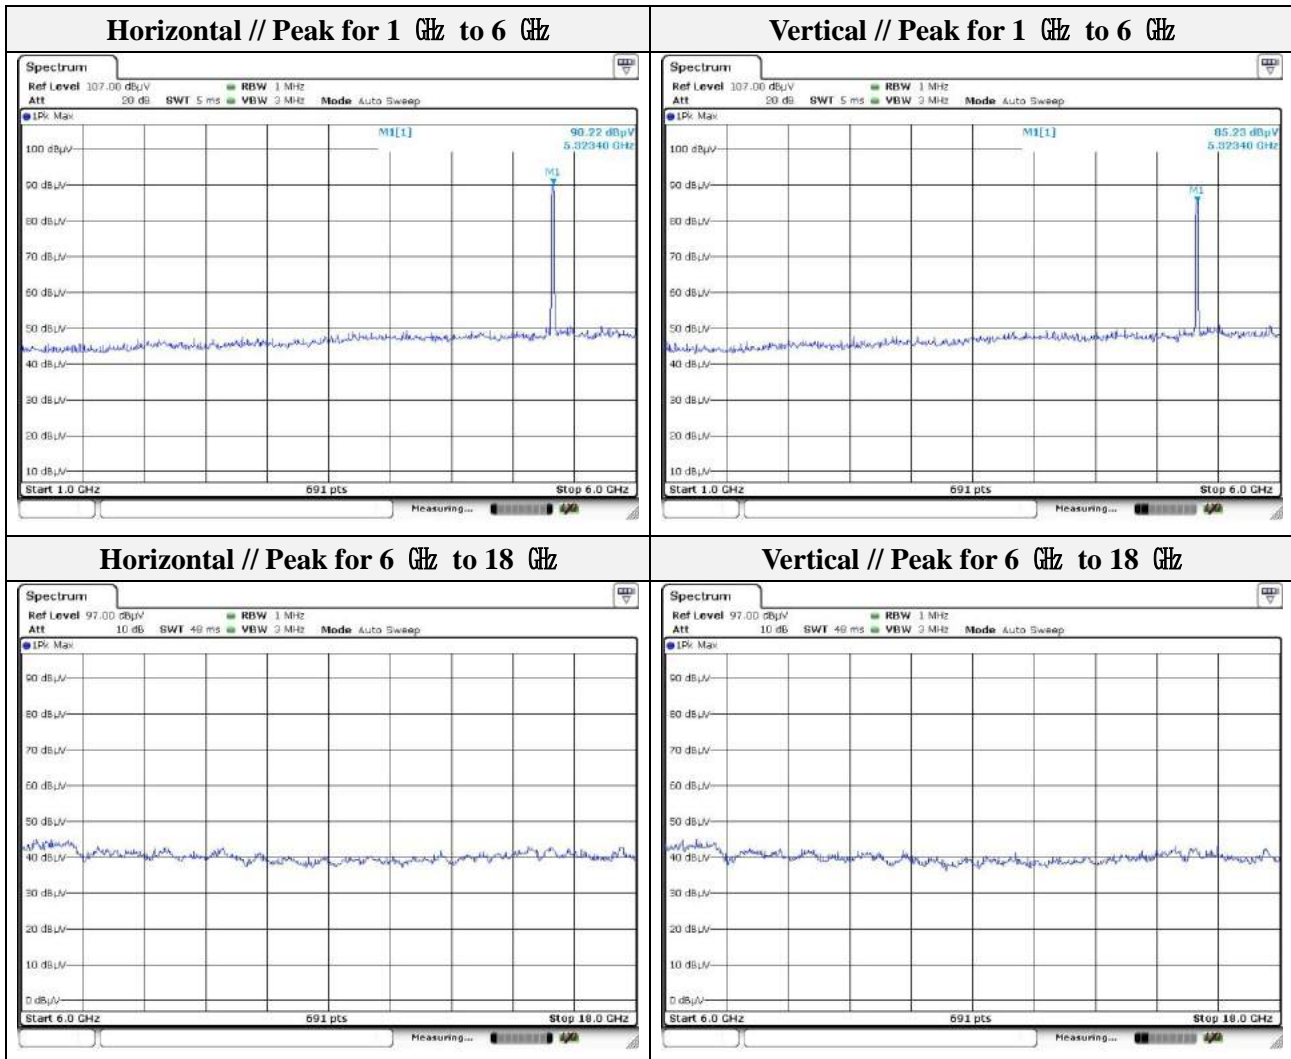 Horizontal // Peak for 1 ㎓ to 6 ㎓
Vertical // Peak for 1 ㎓ to 6 ㎓
Spectrum
Ref Level 107.00 dBµV RBW 1 MHz
Att 20 dB SWT 5 ms VBW 3 MHz Mode Auto Sweep
1Pk Max
M1[1] 90.22 dBµV
5.32340 GHz
M1
100 dBµV
90 dBµV
80 dBµV
70 dBµV
60 dBµV
50 dBµV
40 dBµV
30 dBµV
20 dBµV
10 dBµV
Start 1.0 GHz 691 pts Stop 6.0 GHz
Measuring...
Spectrum
Ref Level 107.00 dBµV RBW 1 MHz
Att 20 dB SWT 5 ms VBW 3 MHz Mode Auto Sweep
1Pk Max
M1[1] 85.23 dBµV
5.32340 GHz
M1
100 dBµV
90 dBµV
80 dBµV
70 dBµV
60 dBµV
50 dBµV
40 dBµV
30 dBµV
20 dBµV
10 dBµV
Start 1.0 GHz 691 pts Stop 6.0 GHz
Measuring...
Horizontal // Peak for 6 ㎓ to 18 ㎓
Vertical // Peak for 6 ㎓ to 18 ㎓
Spectrum
Ref Level 97.00 dBµV RBW 1 MHz
Att 10 dB SWT 48 ms VBW 3 MHz Mode Auto Sweep
1Pk Max
90 dBµV
80 dBµV
70 dBµV
60 dBµV
50 dBµV
40 dBµV
30 dBµV
20 dBµV
10 dBµV
0 dBµV
Start 6.0 GHz 691 pts Stop 18.0 GHz
Measuring...
Spectrum
Ref Level 97.00 dBµV RBW 1 MHz
Att 10 dB SWT 48 ms VBW 3 MHz Mode Auto Sweep
1Pk Max
90 dBµV
80 dBµV
70 dBµV
60 dBµV
50 dBµV
40 dBµV
30 dBµV
20 dBµV
10 dBµV
0 dBµV
Start 6.0 GHz 691 pts Stop 18.0 GHz
Measuring...